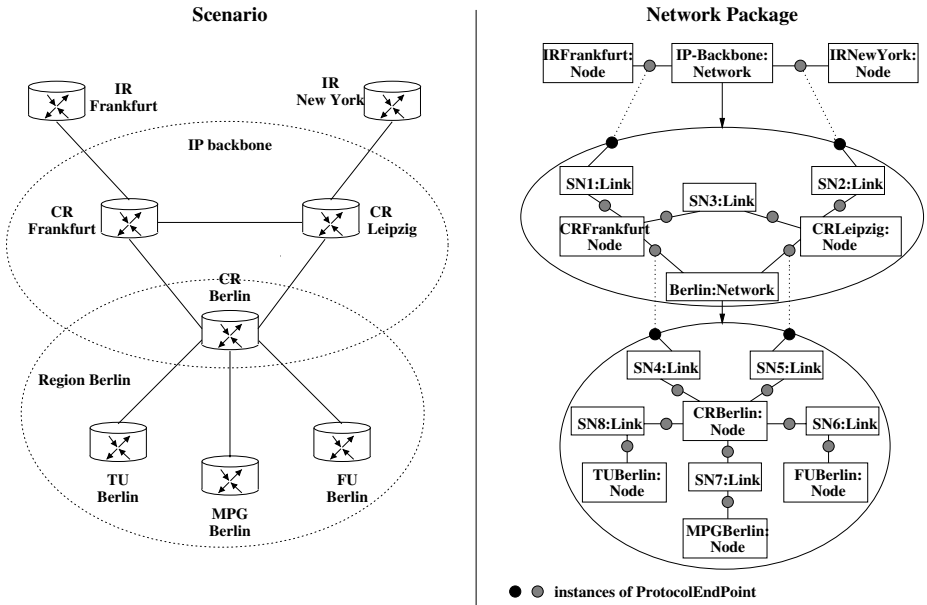 Scenario
IR
Frankfurt
IR
New York
IP backbone
CR
Frankfurt
CR
Leipzig
CR
Berlin
Region Berlin
TU
Berlin
MPG
Berlin
FU
Berlin
Network Package
IRFrankfurt:
Node
IP-Backbone:
Network
IRNewYork:
Node
SN1:Link
SN2:Link
SN3:Link
CRFrankfurt
Node
CRLeipzig:
Node
Berlin:Network
SN4:Link
SN5:Link
SN8:Link
CRBerlin:
Node
SN6:Link
TUBerlin:
Node
SN7:Link
FUBerlin:
Node
MPGBerlin:
Node
instances of ProtocolEndPoint